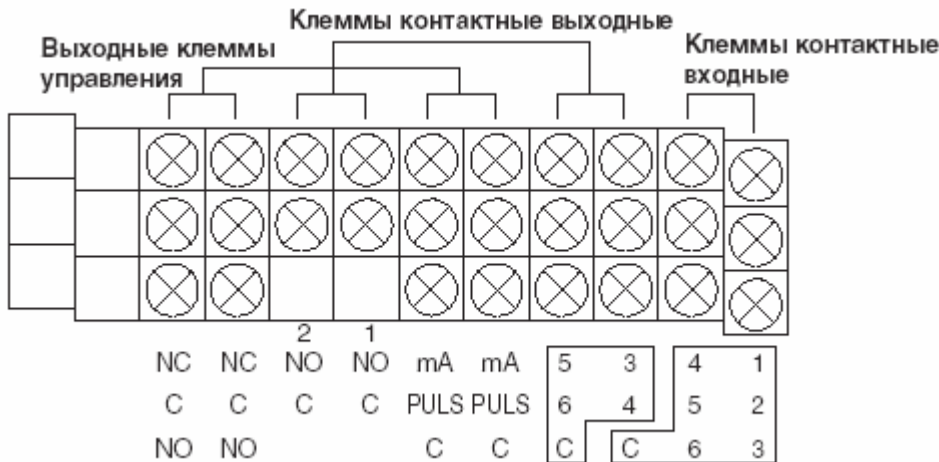 Клеммы контактные выходные
Выходные клеммы
управления
Клеммы контактные
входные
2 1
NC NC NO NO mA mA 5 3 4 1
C C C C PULS PULS 6 4 5 2
NO NO C C C C 6 3